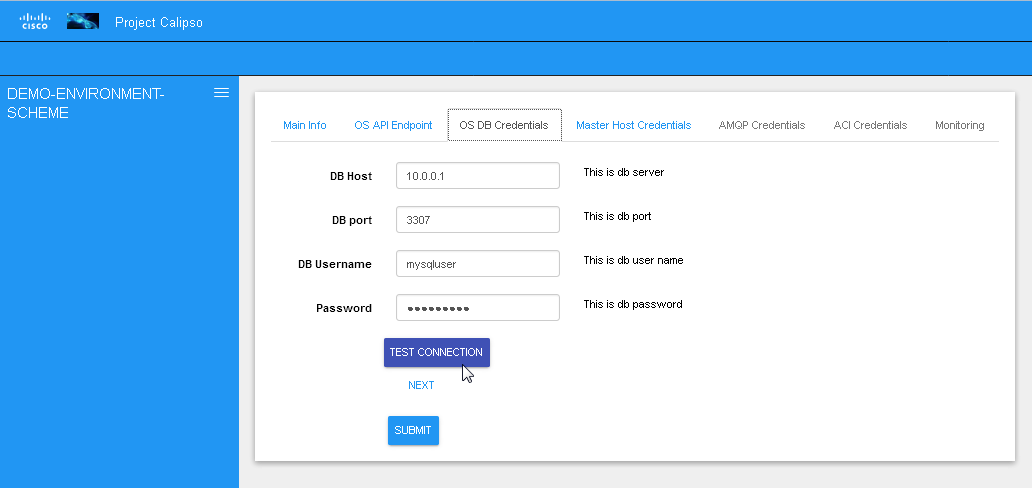 CISCO
Project Calipso
DEMO-ENVIRONMENT-
SCHEME
Main Info OS API Endpoint OS DB Credentials Master Host Credentials AMQP Credentials ACI Credentials Monitoring
DB Host 10.0.0.1 This is db server
DB port 3307 This is db port
DB Username mysqluser This is db user name
Password ••••••••• This is db password
TEST CONNECTION
NEXT
SUBMIT